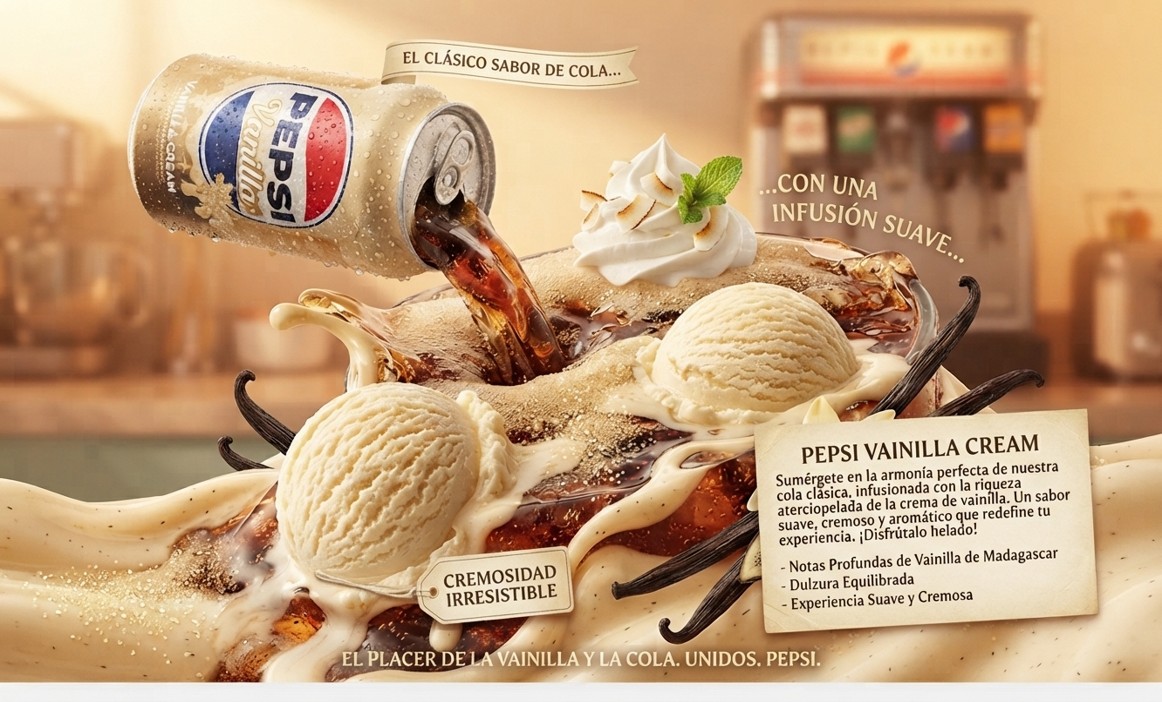 EL CLÁSICO SABOR DE COLA...
VANILLA CREAM
PEPSI
Vainilla
...CON UNA
INFUSIÓN SUAVE...
PEPSI VAINILLA CREAM
Sumérgete en la armonía perfecta de nuestra
cola clásica, infusionada con la riqueza
aterciopelada de la crema de vainilla. Un sabor
suave, cremoso y aromático que redefine tu
experiencia. ¡Disfrútalo helado!
- Notas Profundas de Vainilla de Madagascar
- Dulzura Equilibrada
- Experiencia Suave y Cremosa
CREMOSIDAD
IRRESISTIBLE
EL PLACER DE LA VAINILLA Y LA COLA. UNIDOS. PEPSI.